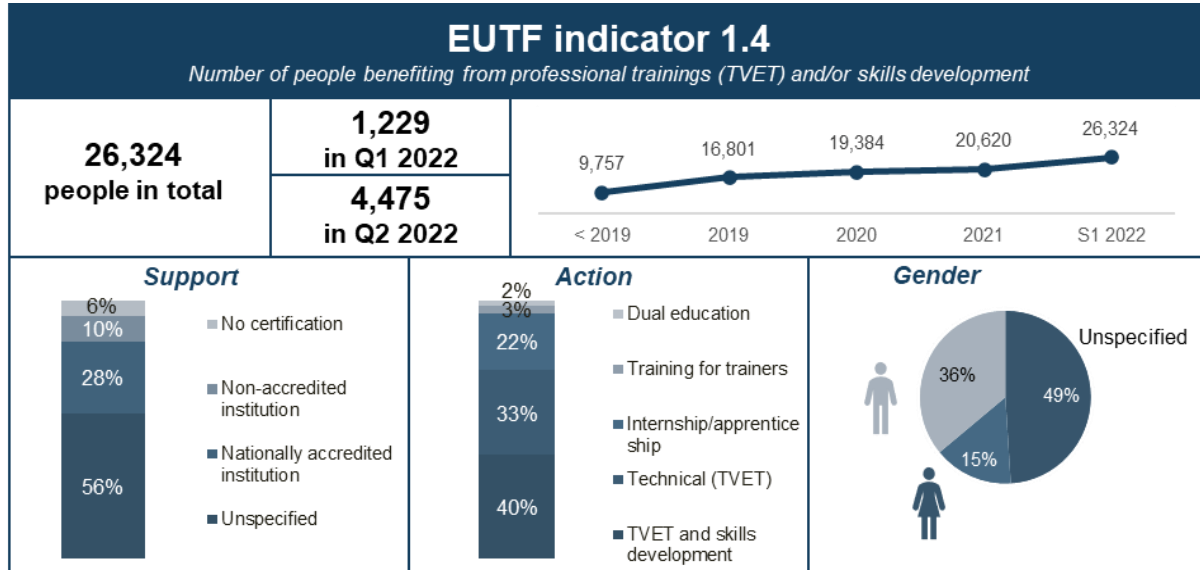 EUTF indicator 1.4
Number of people benefiting from professional trainings (TVET) and/or skills development
26,324
people in total
1,229
in Q1 2022
4,475
in Q2 2022
9,757
16,801
19,384
20,620
26,324
< 2019
2019
2020
2021
S1 2022
Support
6%
10%
28%
56%
No certification
Non-accredited
institution
Nationally accredited
institution
Unspecified
Action
2%
3%
22%
33%
40%
Dual education
Training for trainers
Internship/apprentice
ship
Technical (TVET)
TVET and skills
development
Gender
Unspecified
36%
49%
15%